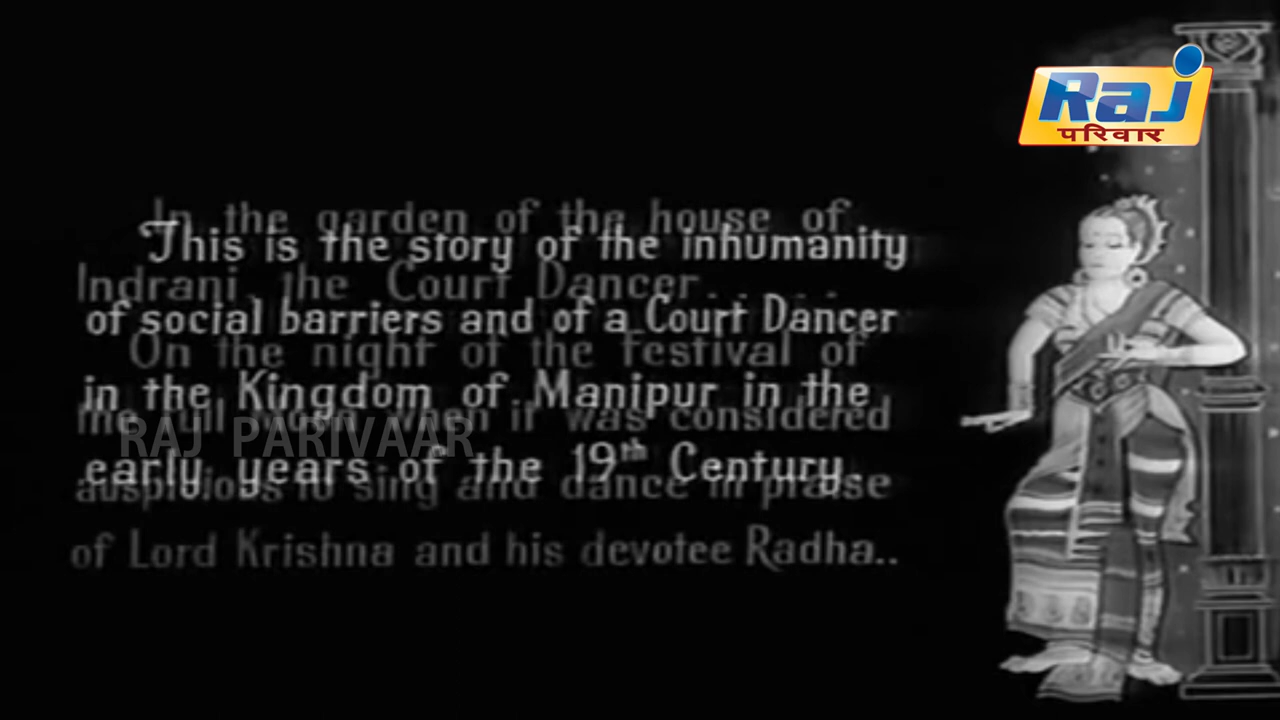 Raj
परिवार
This is the story of the inhumanity
of social barriers and of a Court Dancer
in the Kingdom of Manipur in the
early years of the 19th Century.
In the garden of the house of
Indrani, the Court Dancer.....
On the night of the festival of
the full moon when it was considered
auspicious to sing and dance in praise
of Lord Krishna and his devotee Radha..
RAJ PARIVAAR